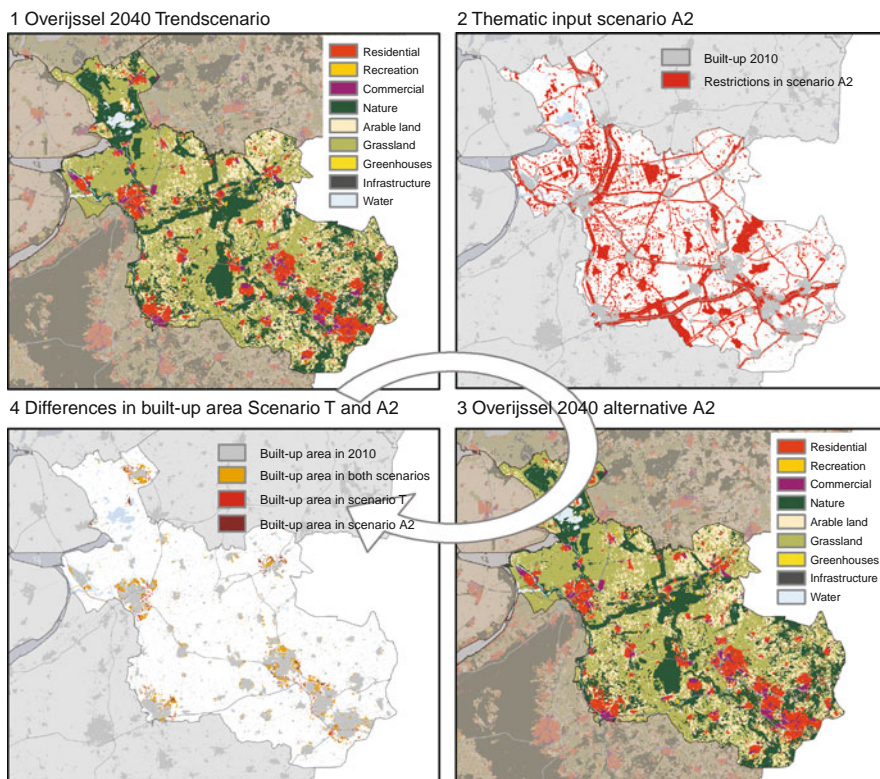 1 Overijssel 2040 Trendscenario
Residential
Recreation
Commercial
Nature
Arable land
Grassland
Greenhouses
Infrastructure
Water
2 Thematic input scenario A2
Built-up 2010
Restrictions in scenario A2
4 Differences in built-up area Scenario T and A2
Built-up area in 2010
Built-up area in both scenarios
Built-up area in scenario T
Built-up area in scenario A2
3 Overijssel 2040 alternative A2
Residential
Recreation
Commercial
Nature
Arable land
Grassland
Greenhouses
Infrastructure
Water